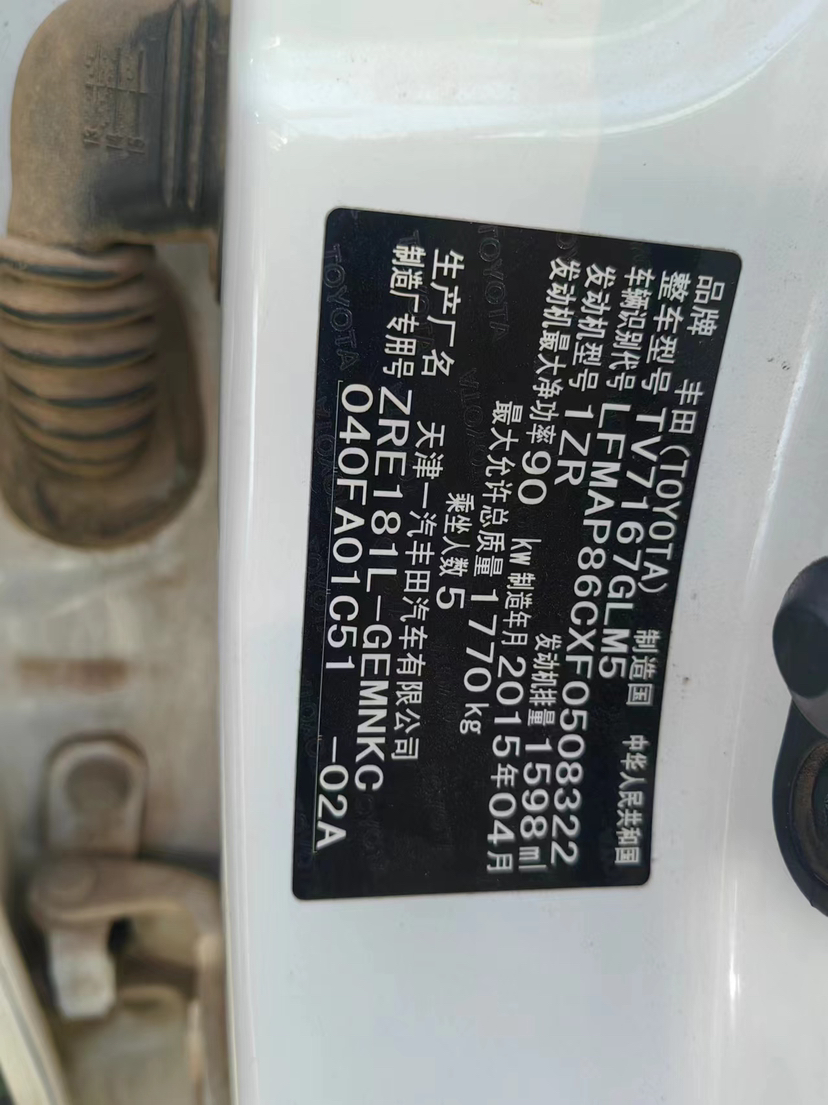 品牌 丰田(TOYOTA) 制造国 中华人民共和国
整车型号 TV7167GLM5
车辆识别代号 LFMAP86CXF0508322
发动机型号 1ZR 发动机排量 1598ml
发动机最大净功率 90 kW 制造年月 2015年04月
最大允许总质量 1770kg
乘坐人数 5
生产厂名 天津一汽丰田汽车有限公司
制造厂专用号 ZRE181L-GEMNKC
040FA01C51 -02A